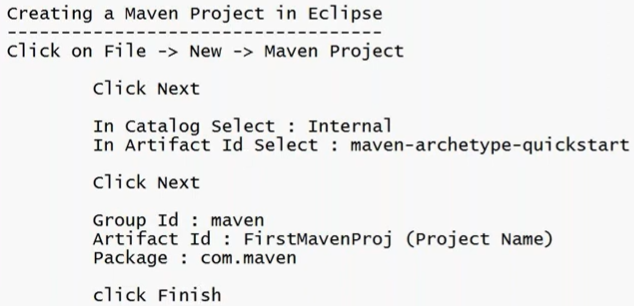 Creating a Maven Project in Eclipse
-----------------------------------
Click on File -> New -> Maven Project
Click Next
In Catalog Select : Internal
In Artifact Id Select : maven-archetype-quickstart
Click Next
Group Id : maven
Artifact Id : FirstMavenProj (Project Name)
Package : com.maven
click Finish